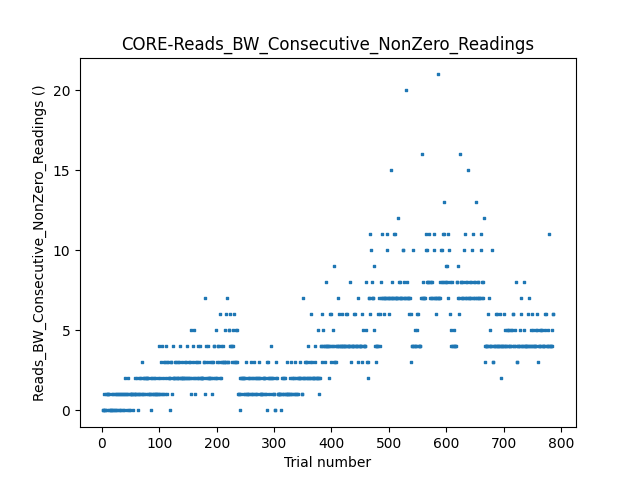 CORE-Reads_BW_Consecutive_NonZero_Readings
Reads_BW_Consecutive_NonZero_Readings ()
20
15
10
5
0
0 100 200 300 400 500 600 700 800
Trial number